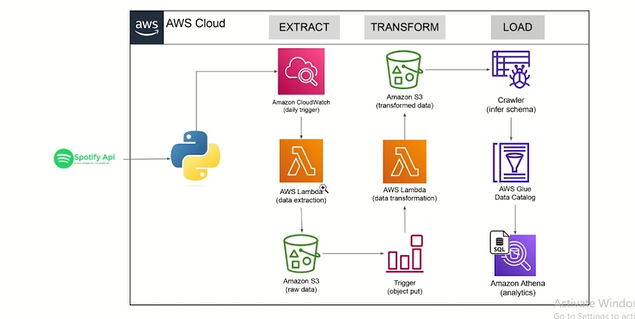 aws
AWS Cloud
EXTRACT
TRANSFORM
LOAD
Amazon CloudWatch
(daily trigger)
Amazon S3
(transformed data)
Crawler
(infer schema)
Spotify Api
AWS Lambda
(data extraction)
AWS Lambda
(data transformation)
AWS Glue
Data Catalog
Amazon S3
(raw data)
Trigger
(object put)
SQL
Amazon Athena
(analytics)
Activate Window
Go to Settings to acti